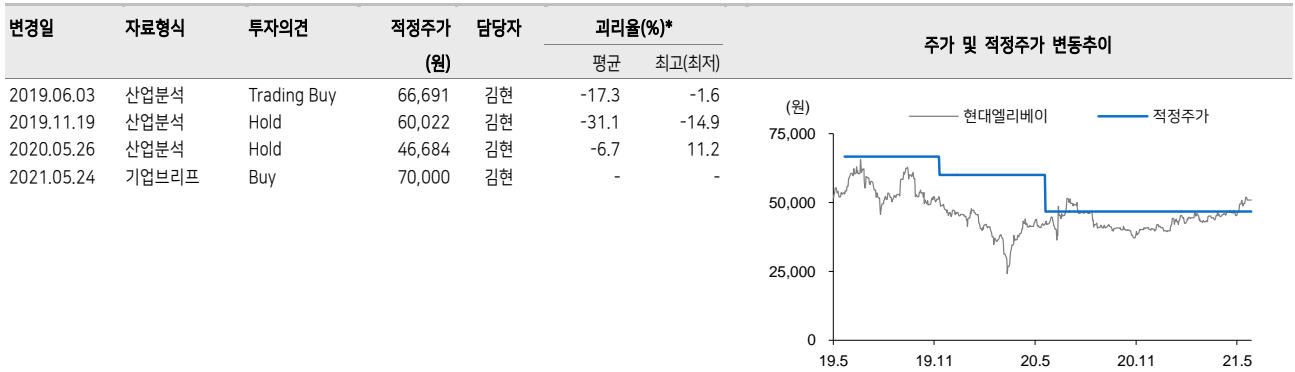 변경일 자료형식 투자의견 적정주가 담당자 괴리율(%)* 주가 및 적정주가 변동추이
(원) 평균 최고(최저)
2019.06.03 산업분석 Trading Buy 66,691 김현 -17.3 -1.6
2019.11.19 산업분석 Hold 60,022 김현 -31.1 -14.9
2020.05.26 산업분석 Hold 46,684 김현 -6.7 11.2
2021.05.24 기업브리프 Buy 70,000 김현 - -
(원) 현대엘리베이 적정주가
75,000
50,000
25,000
0
19.5 19.11 20.5 20.11 21.5